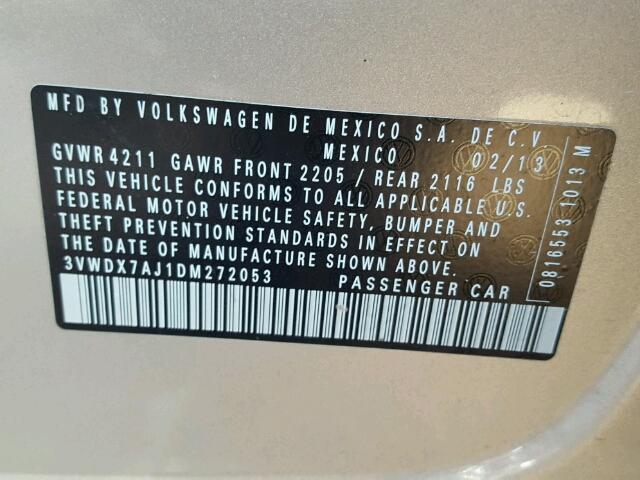 MFD BY VOLKSWAGEN DE MEXICO S.A. DE C.V
MEXICO 02/13
GVWR 4211 GAWR FRONT 2205 / REAR 2116 LBS
THIS VEHICLE CONFORMS TO ALL APPLICABLE U.S.
FEDERAL MOTOR VEHICLE SAFETY, BUMPER AND
THEFT PREVENTION STANDARDS IN EFFECT ON
THE DATE OF MANUFACTURE SHOWN ABOVE.
3VWDX7AJ1DM272053 PASSENGER CAR
0816553 1013 M